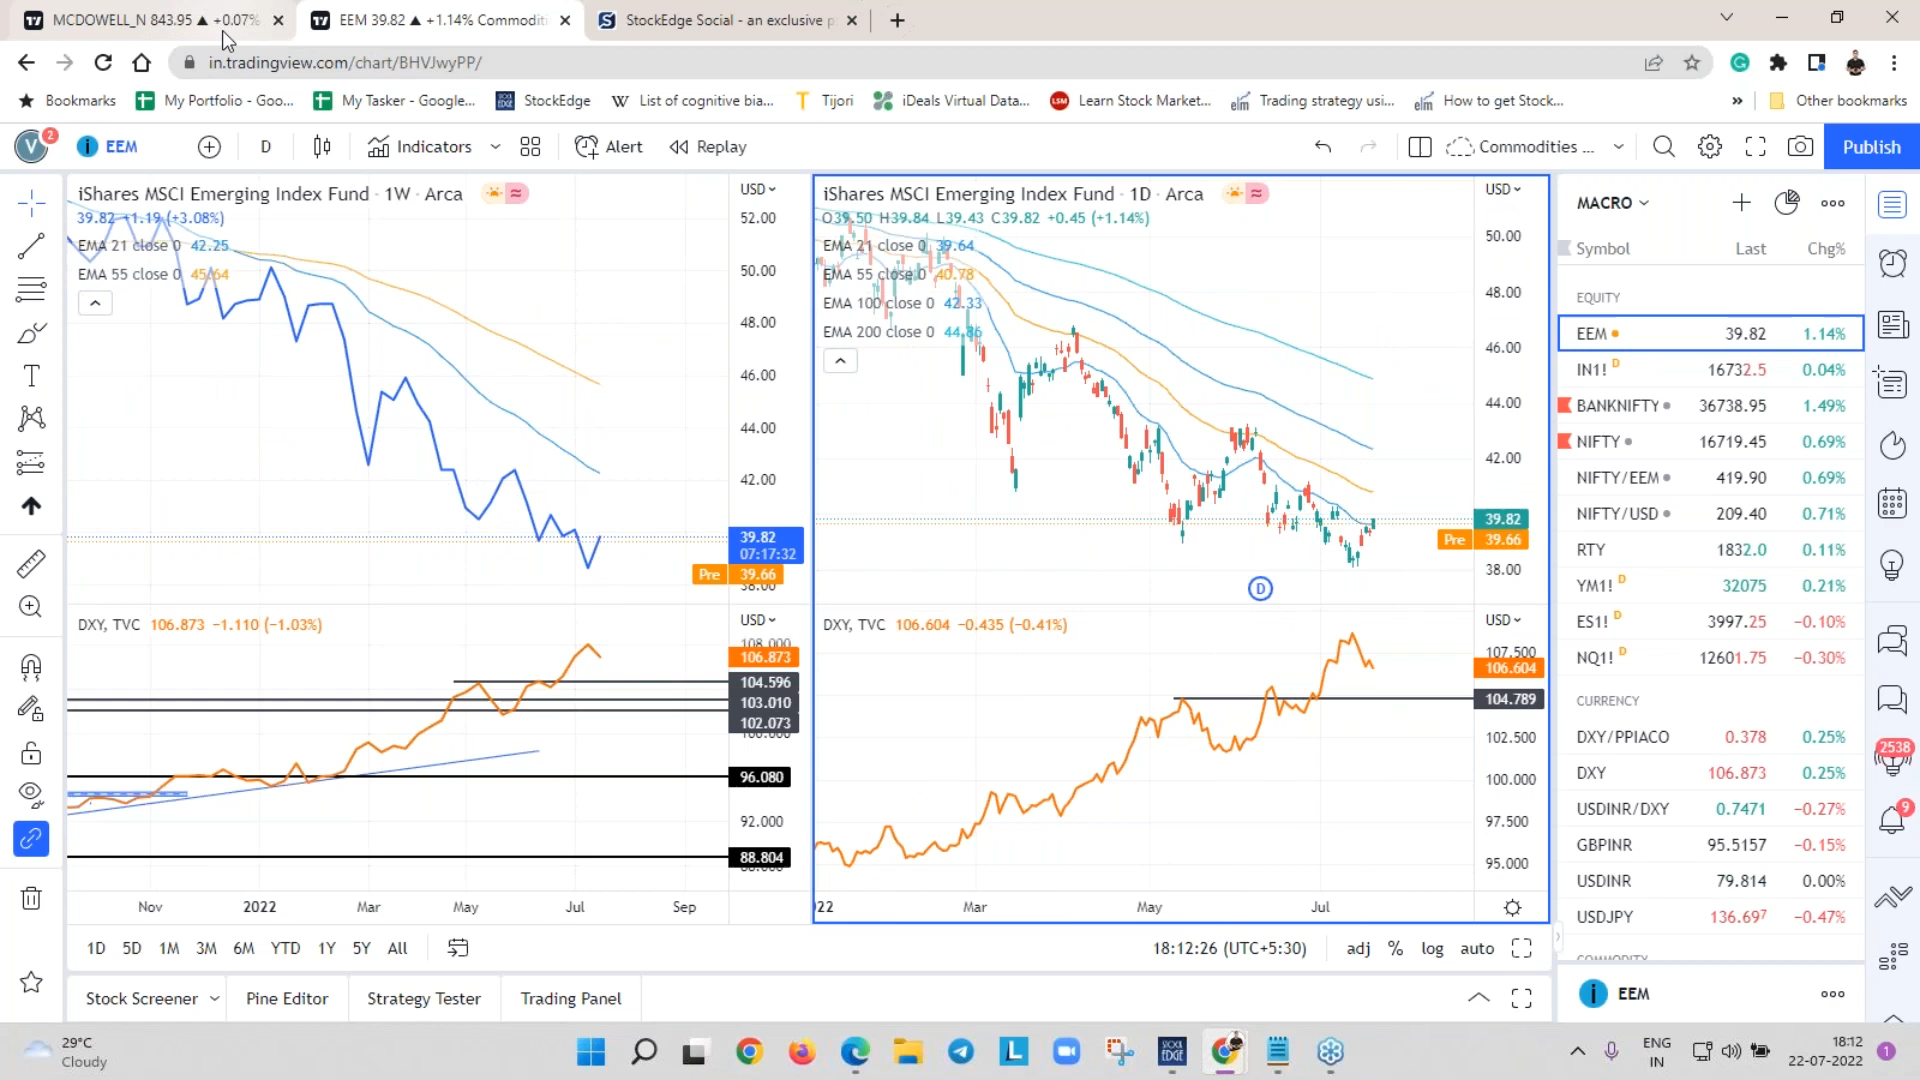 MCDOWELL_N 843.95 ▲ +0.07%
EEM 39.82 ▲ +1.14% Commoditi
StockEdge Social - an exclusive p
in.tradingview.com/chart/BHVJwyPP/
Bookmarks
My Portfolio - Goo...
My Tasker - Google...
StockEdge
List of cognitive bia...
Tijori
iDeals Virtual Data...
Learn Stock Market...
Trading strategy usi...
How to get Stock...
Other bookmarks
V 2
EEM
D
Indicators
Alert
Replay
Commodities ...
Publish
iShares MSCI Emerging Index Fund · 1W · Arca
39.82 +1.19 (+3.08%)
EMA 21 close 0 42.25
EMA 55 close 0 45.64
USD
52.00
50.00
48.00
46.00
44.00
42.00
39.82
07:17:32
Pre 39.66
38.00
DXY, TVC 106.873 −1.110 (−1.03%)
USD
108.000
106.873
104.596
103.010
102.073
100.000
96.080
92.000
88.804
Nov 2022 Mar May Jul Sep
iShares MSCI Emerging Index Fund · 1D · Arca
O39.50 H39.84 L39.43 C39.82 +0.45 (+1.14%)
EMA 21 close 0 39.64
EMA 55 close 0 40.78
EMA 100 close 0 42.33
EMA 200 close 0 44.86
USD
50.00
48.00
46.00
44.00
42.00
39.82
Pre 39.66
38.00
D
DXY, TVC 106.604 −0.435 (−0.41%)
USD
107.500
106.604
104.789
102.500
100.000
97.500
95.000
22 Mar May Jul
1D 5D 1M 3M 6M YTD 1Y 5Y All
18:12:26 (UTC+5:30)
adj % log auto
Stock Screener
Pine Editor
Strategy Tester
Trading Panel
MACRO
Symbol Last Chg%
EQUITY
EEM 39.82 1.14%
IN1! D 16732.5 0.04%
BANKNIFTY 36738.95 1.49%
NIFTY 16719.45 0.69%
NIFTY/EEM 419.90 0.69%
NIFTY/USD 209.40 0.71%
RTY 1832.0 0.11%
YM1! D 32075 0.21%
ES1! D 3997.25 −0.10%
NQ1! D 12601.75 −0.30%
CURRENCY
DXY/PPIACO 0.378 0.25%
DXY 106.873 0.25%
USDINR/DXY 0.7471 −0.27%
GBPINR 95.5157 −0.15%
USDINR 79.814 0.00%
USDJPY 136.697 −0.47%
COMMODITY
EEM
2538
9
29°C
Cloudy
STOCK EDGE
ENG
IN
18:12
22-07-2022
1